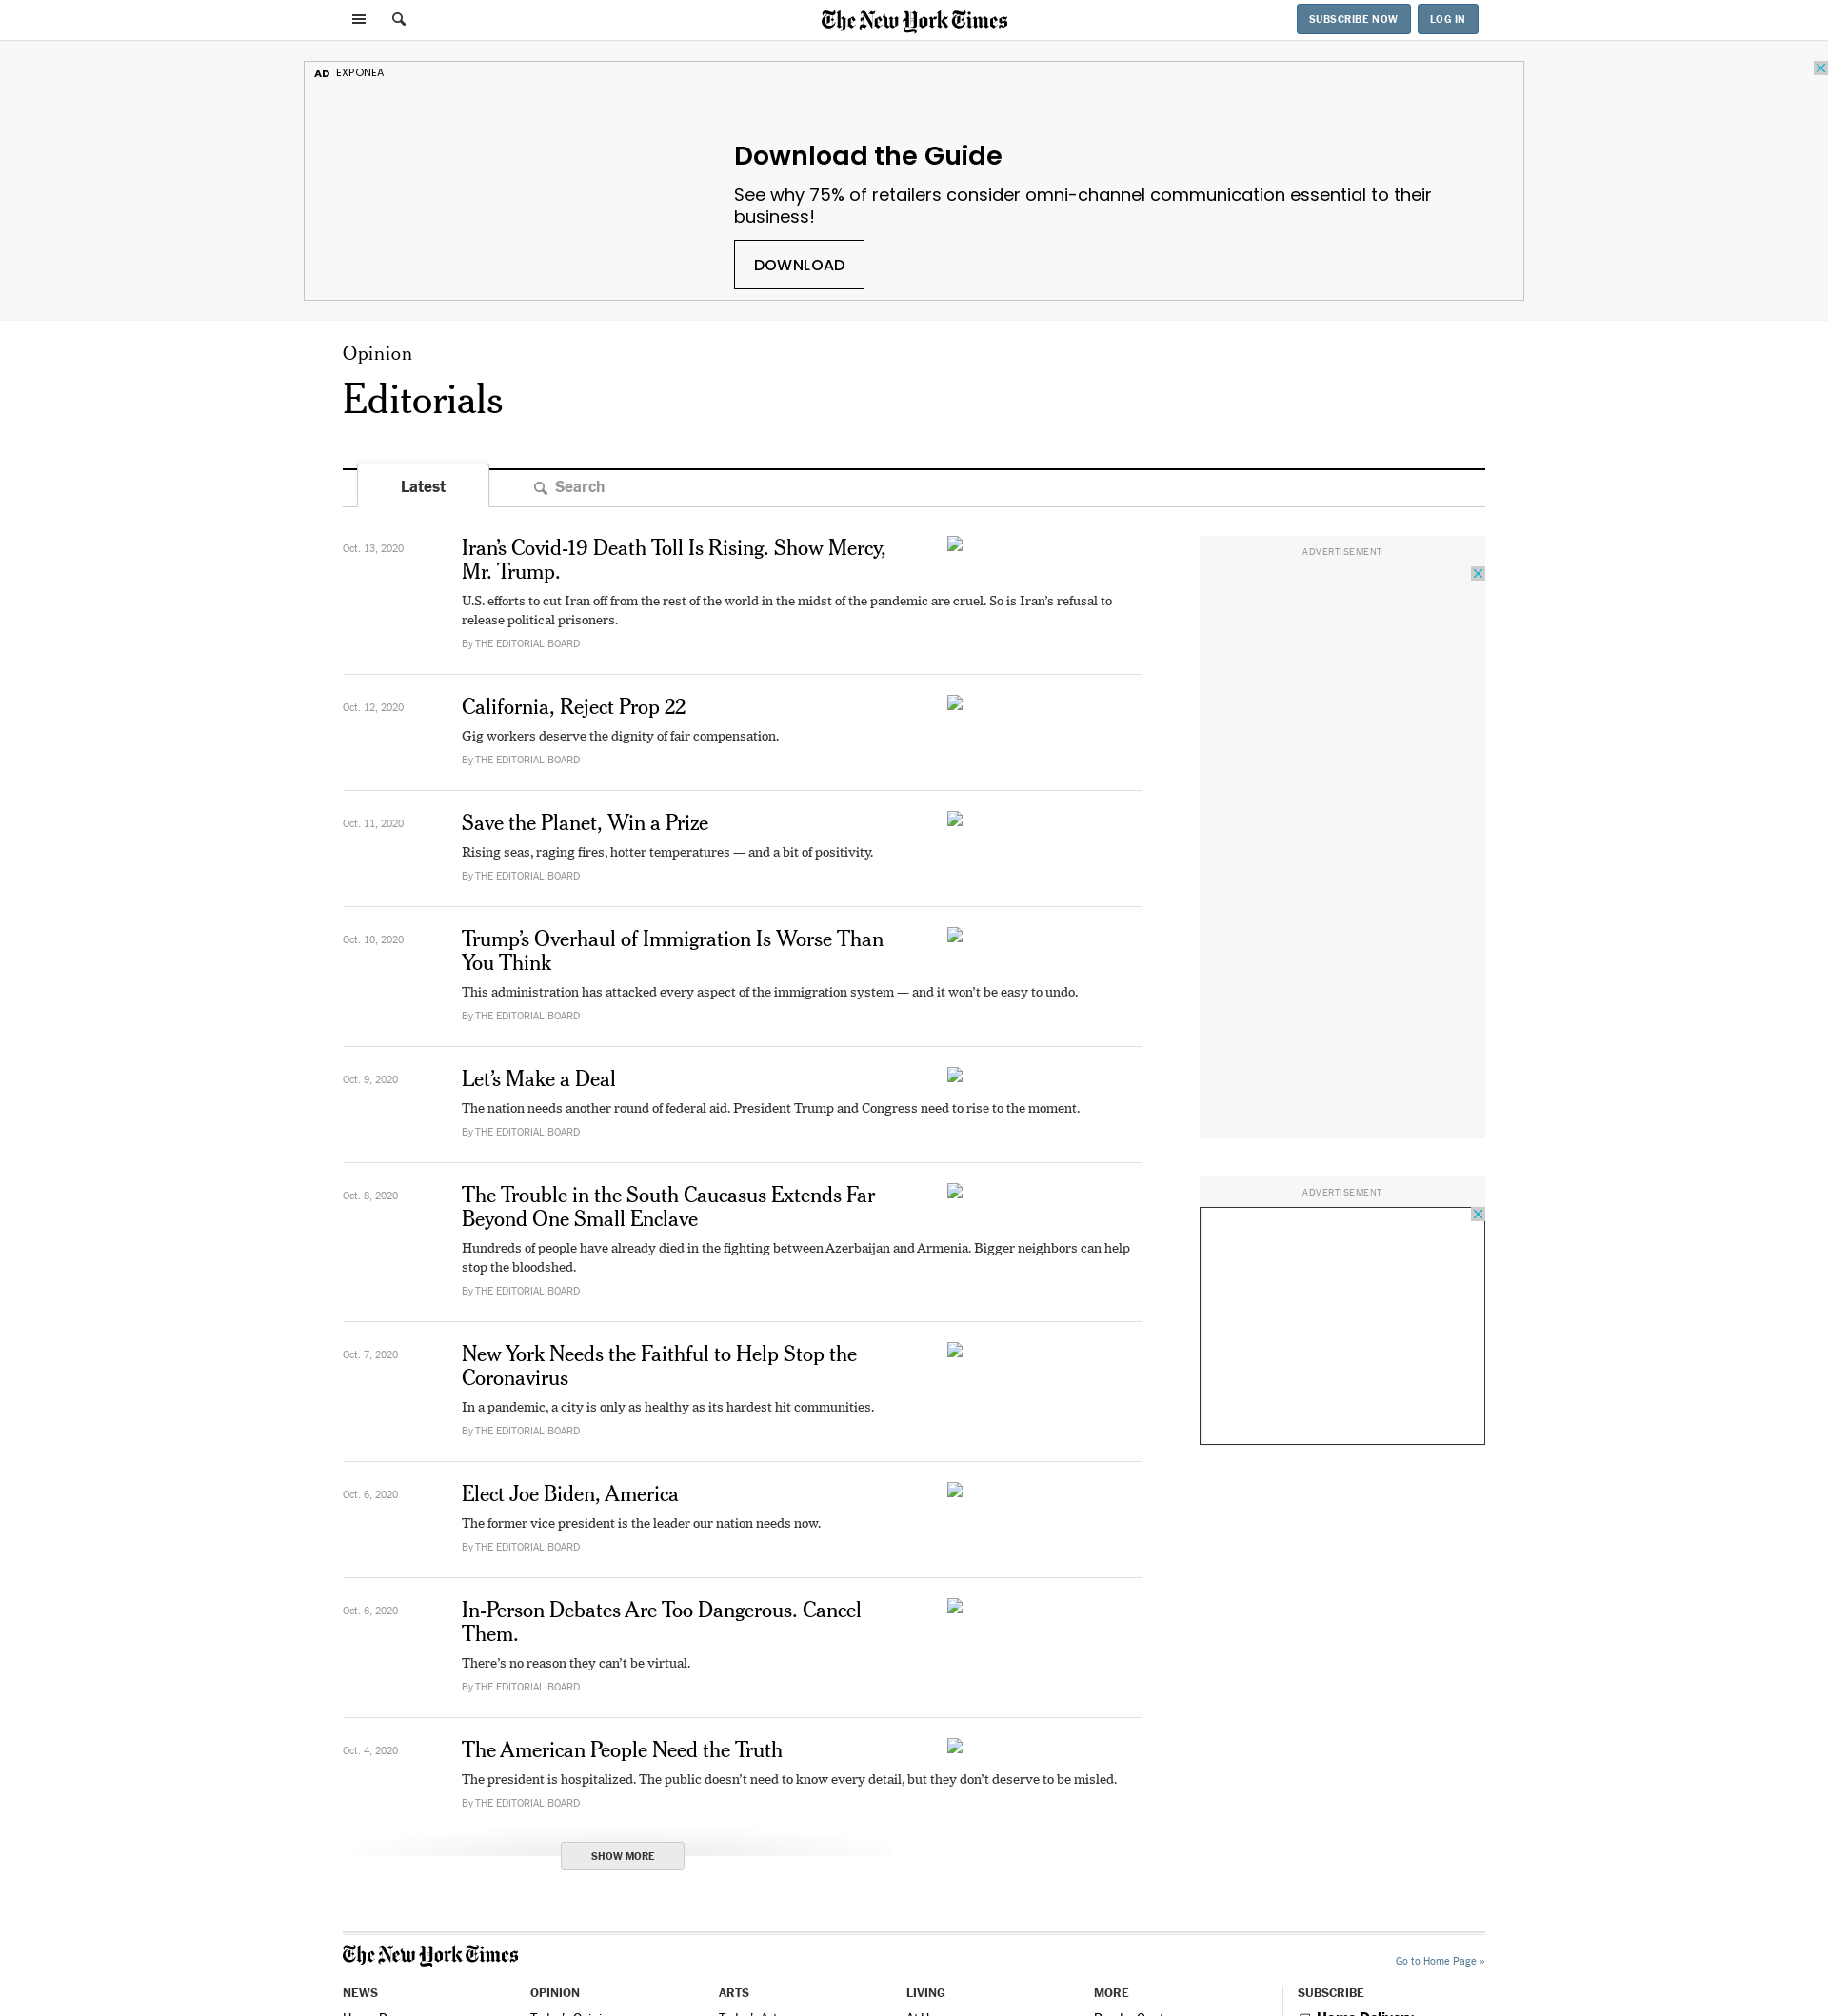 The New York Times
SUBSCRIBE NOW
LOG IN
AD EXPONEA
Download the Guide
See why 75% of retailers consider omni-channel communication essential to their
business!
DOWNLOAD
Opinion
Editorials
Latest
Search
Oct. 13, 2020
Iran’s Covid-19 Death Toll Is Rising. Show Mercy,
Mr. Trump.
U.S. efforts to cut Iran off from the rest of the world in the midst of the pandemic are cruel. So is Iran’s refusal to
release political prisoners.
By THE EDITORIAL BOARD
ADVERTISEMENT
Oct. 12, 2020
California, Reject Prop 22
Gig workers deserve the dignity of fair compensation.
By THE EDITORIAL BOARD
Oct. 11, 2020
Save the Planet, Win a Prize
Rising seas, raging fires, hotter temperatures — and a bit of positivity.
By THE EDITORIAL BOARD
Oct. 10, 2020
Trump’s Overhaul of Immigration Is Worse Than
You Think
This administration has attacked every aspect of the immigration system — and it won’t be easy to undo.
By THE EDITORIAL BOARD
Oct. 9, 2020
Let’s Make a Deal
The nation needs another round of federal aid. President Trump and Congress need to rise to the moment.
By THE EDITORIAL BOARD
Oct. 8, 2020
The Trouble in the South Caucasus Extends Far
Beyond One Small Enclave
Hundreds of people have already died in the fighting between Azerbaijan and Armenia. Bigger neighbors can help
stop the bloodshed.
By THE EDITORIAL BOARD
ADVERTISEMENT
Oct. 7, 2020
New York Needs the Faithful to Help Stop the
Coronavirus
In a pandemic, a city is only as healthy as its hardest hit communities.
By THE EDITORIAL BOARD
Oct. 6, 2020
Elect Joe Biden, America
The former vice president is the leader our nation needs now.
By THE EDITORIAL BOARD
Oct. 6, 2020
In-Person Debates Are Too Dangerous. Cancel
Them.
There’s no reason they can’t be virtual.
By THE EDITORIAL BOARD
Oct. 4, 2020
The American People Need the Truth
The president is hospitalized. The public doesn’t need to know every detail, but they don’t deserve to be misled.
By THE EDITORIAL BOARD
SHOW MORE
The New York Times
Go to Home Page »
NEWS
OPINION
ARTS
LIVING
MORE
SUBSCRIBE
Home Delivery